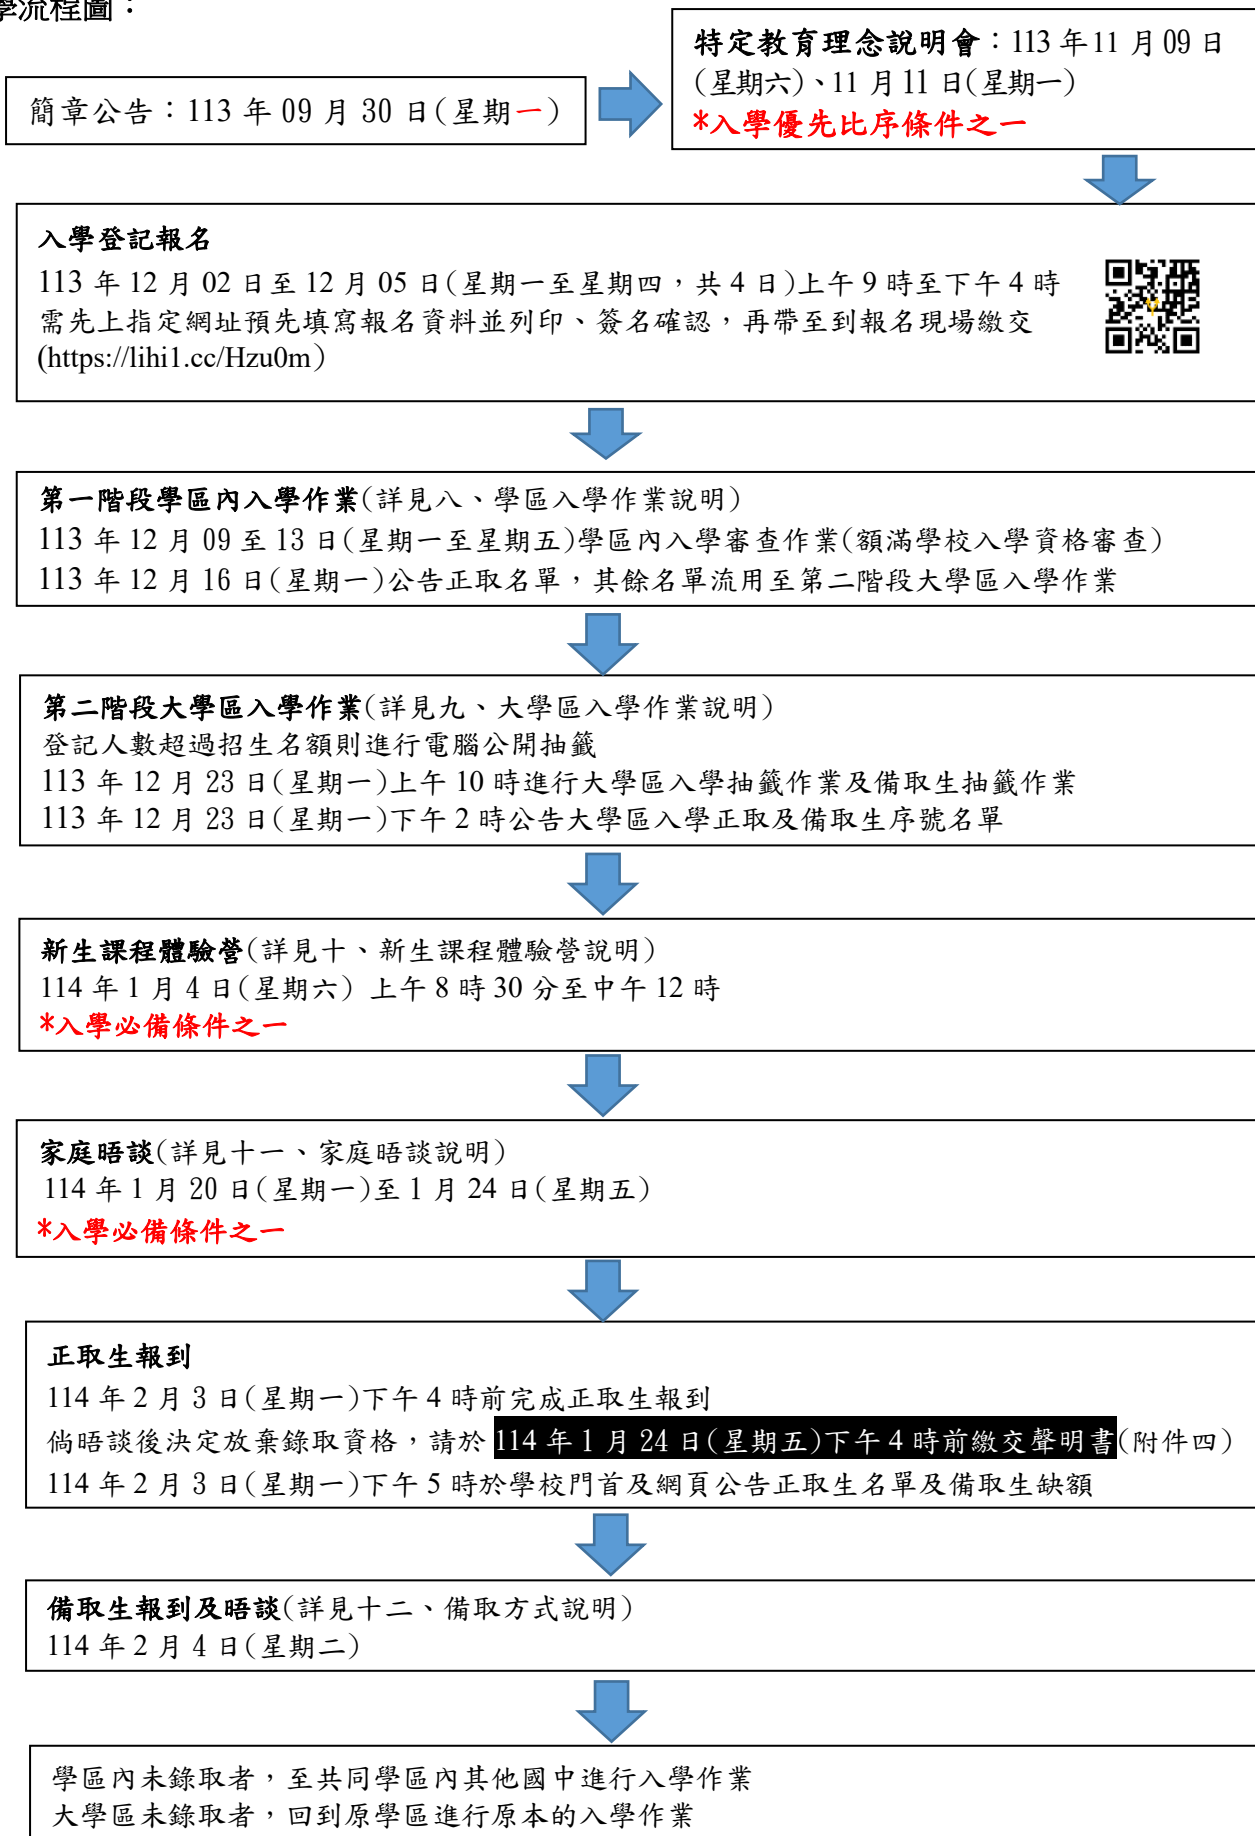 學流程圖：
簡章公告：113 年 09 月 30 日(星期一)
特定教育理念說明會：113 年11 月09 日
(星期六)、11 月11 日(星期一)
*入學優先比序條件之一
入學登記報名
113 年 12 月 02 日至 12 月 05 日(星期一至星期四，共 4 日)上午 9 時至下午 4 時
需先上指定網址預先填寫報名資料並列印、簽名確認，再帶至到報名現場繳交
(https://lihi1.cc/Hzu0m)
第一階段學區內入學作業(詳見八、學區入學作業說明)
113 年 12 月 09 至 13 日(星期一至星期五)學區內入學審查作業(額滿學校入學資格審查)
113 年 12 月 16 日(星期一)公告正取名單，其餘名單流用至第二階段大學區入學作業
第二階段大學區入學作業(詳見九、大學區入學作業說明)
登記人數超過招生名額則進行電腦公開抽籤
113 年 12 月 23 日(星期一)上午 10 時進行大學區入學抽籤作業及備取生抽籤作業
113 年 12 月 23 日(星期一)下午 2 時公告大學區入學正取及備取生序號名單
新生課程體驗營(詳見十、新生課程體驗營說明)
114 年 1 月 4 日(星期六) 上午 8 時 30 分至中午 12 時
*入學必備條件之一
家庭晤談(詳見十一、家庭晤談說明)
114 年 1 月 20 日(星期一)至 1 月 24 日(星期五)
*入學必備條件之一
正取生報到
114 年 2 月 3 日(星期一)下午 4 時前完成正取生報到
倘晤談後決定放棄錄取資格，請於 114 年 1 月 24 日(星期五)下午 4 時前繳交聲明書(附件四)
114 年 2 月 3 日(星期一)下午 5 時於學校門首及網頁公告正取生名單及備取生缺額
備取生報到及晤談(詳見十二、備取方式說明)
114 年 2 月 4 日(星期二)
學區內未錄取者，至共同學區內其他國中進行入學作業
大學區未錄取者，回到原學區進行原本的入學作業